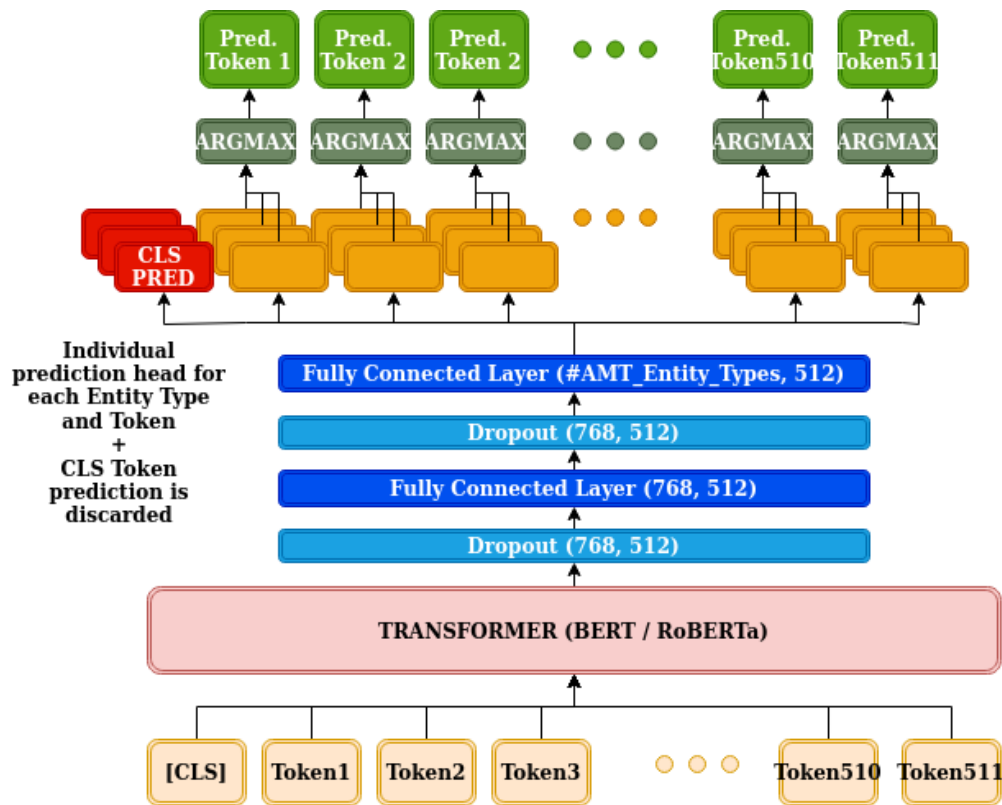 Pred.
Token 1
Pred.
Token 2
Pred.
Token 2
Pred.
Token510
Pred.
Token511
ARGMAX
ARGMAX
ARGMAX
ARGMAX
ARGMAX
CLS
PRED
Individual
prediction head for
each Entity Type
and Token
+
CLS Token
prediction is
discarded
Fully Connected Layer (#AMT_Entity_Types, 512)
Dropout (768, 512)
Fully Connected Layer (768, 512)
Dropout (768, 512)
TRANSFORMER (BERT / RoBERTa)
[CLS]
Token1
Token2
Token3
Token510
Token511